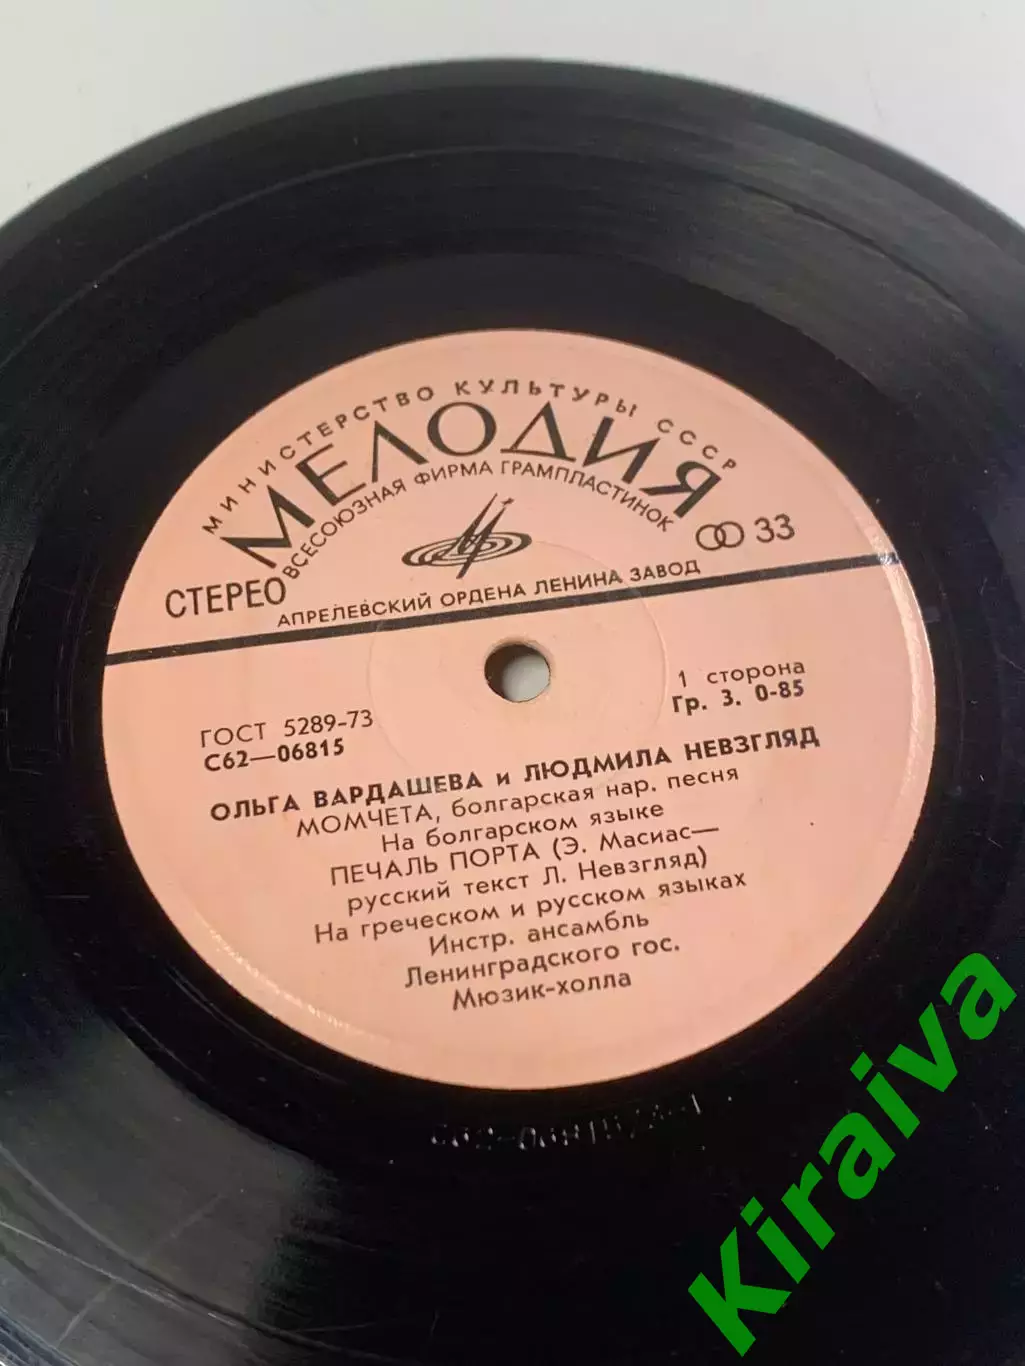 МИНИСТЕРСТВО КУЛЬТУРЫ СССР
МЕЛОДИЯ
ВСЕСОЮЗНАЯ ФИРМА ГРАМПЛАСТИНОК
СТЕРЕО
33
АПРЕЛЕВСКИЙ ОРДЕНА ЛЕНИНА ЗАВОД
ГОСТ 5289-73
С62—06815
1 сторона
Гр. 3. 0-85
ОЛЬГА ВАРДАШЕВА и ЛЮДМИЛА НЕВЗГЛЯД
МОМЧЕТА, болгарская нар. песня
На болгарском языке
ПЕЧАЛЬ ПОРТА (Э. Масиас—
русский текст Л. Невзгляд)
На греческом и русском языках
Инстр. ансамбль
Ленинградского гос.
Мюзик-холла
Kiraiva